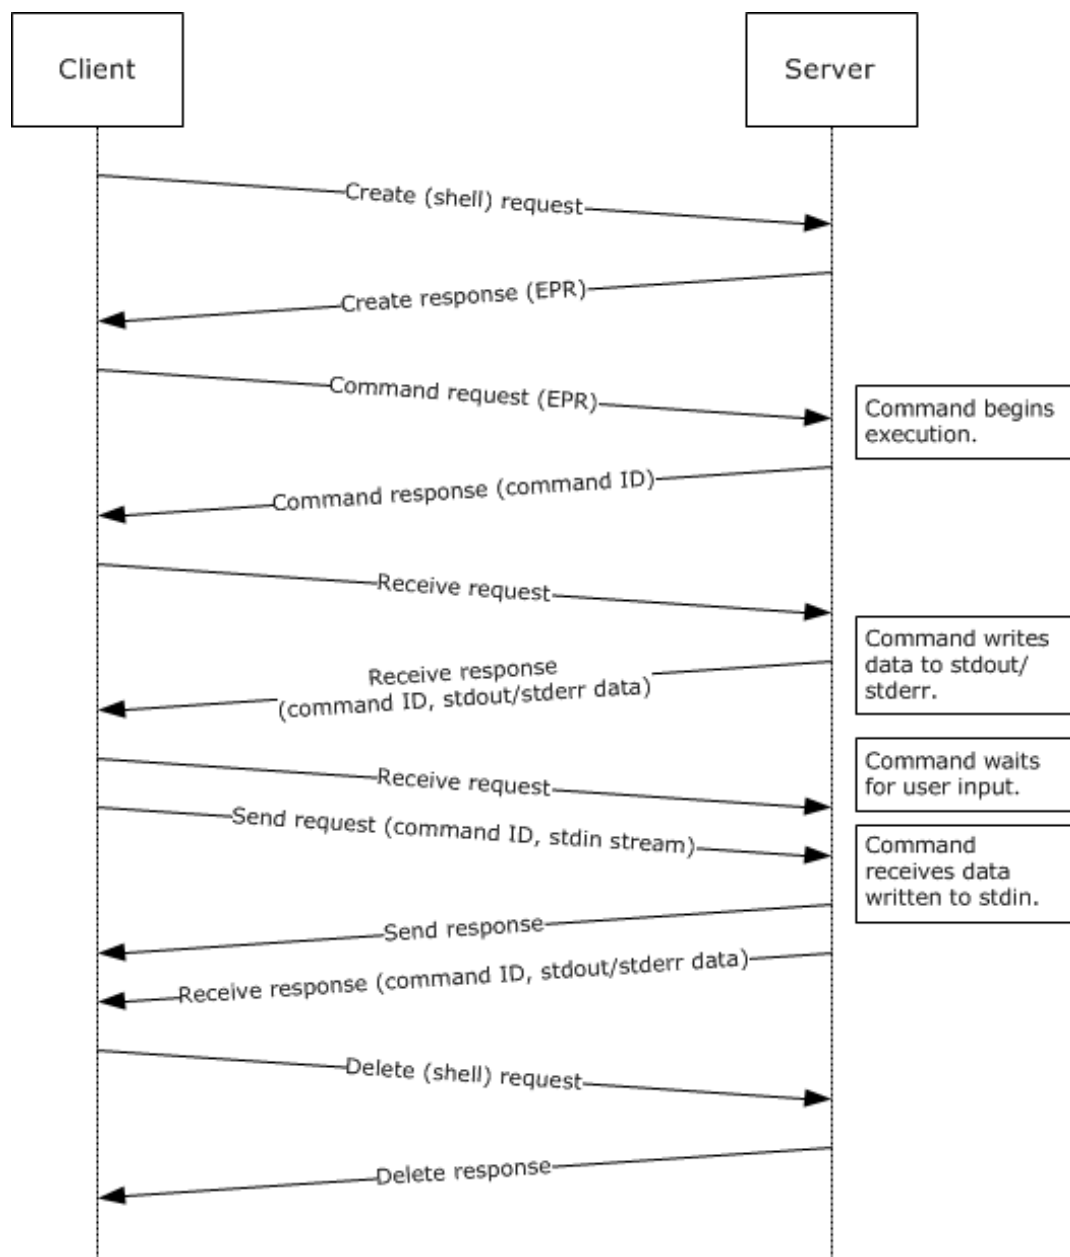 Client
Server
Create (shell) request
Create response (EPR)
Command request (EPR)
Command begins
execution.
Command response (command ID)
Receive request
Command writes
data to stdout/
stderr.
Receive response
(command ID, stdout/stderr data)
Receive request
Command waits
for user input.
Send request (command ID, stdin stream)
Command
receives data
written to stdin.
Send response
Receive response (command ID, stdout/stderr data)
Delete (shell) request
Delete response